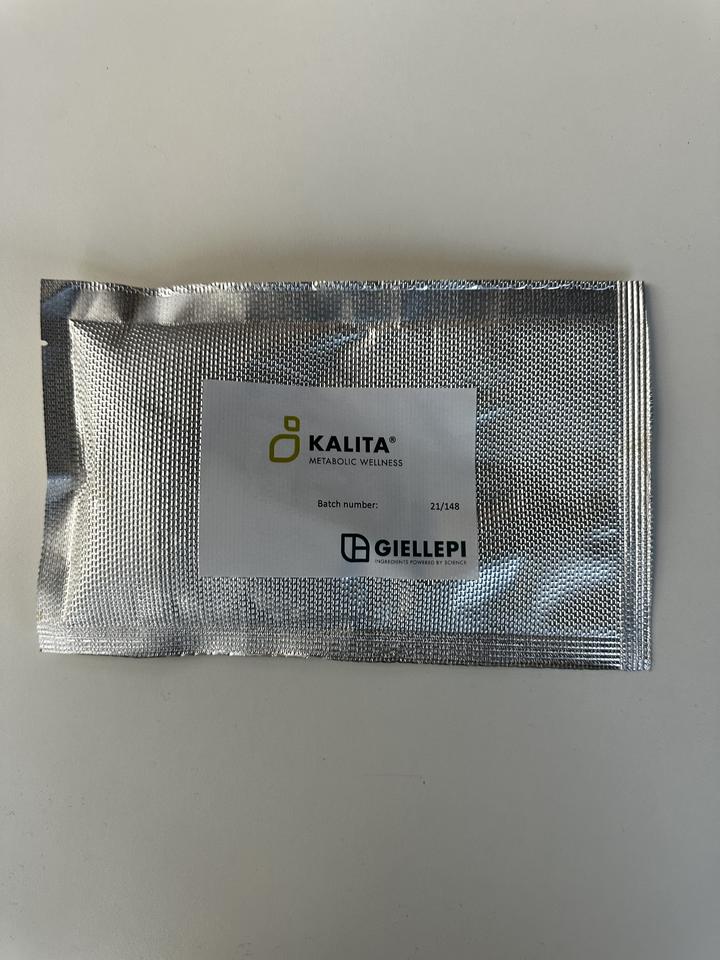 KALITA®
METABOLIC WELLNESS
Batch number: 21/148
GIELLEPI
INGREDIENTS POWERED BY SCIENCE